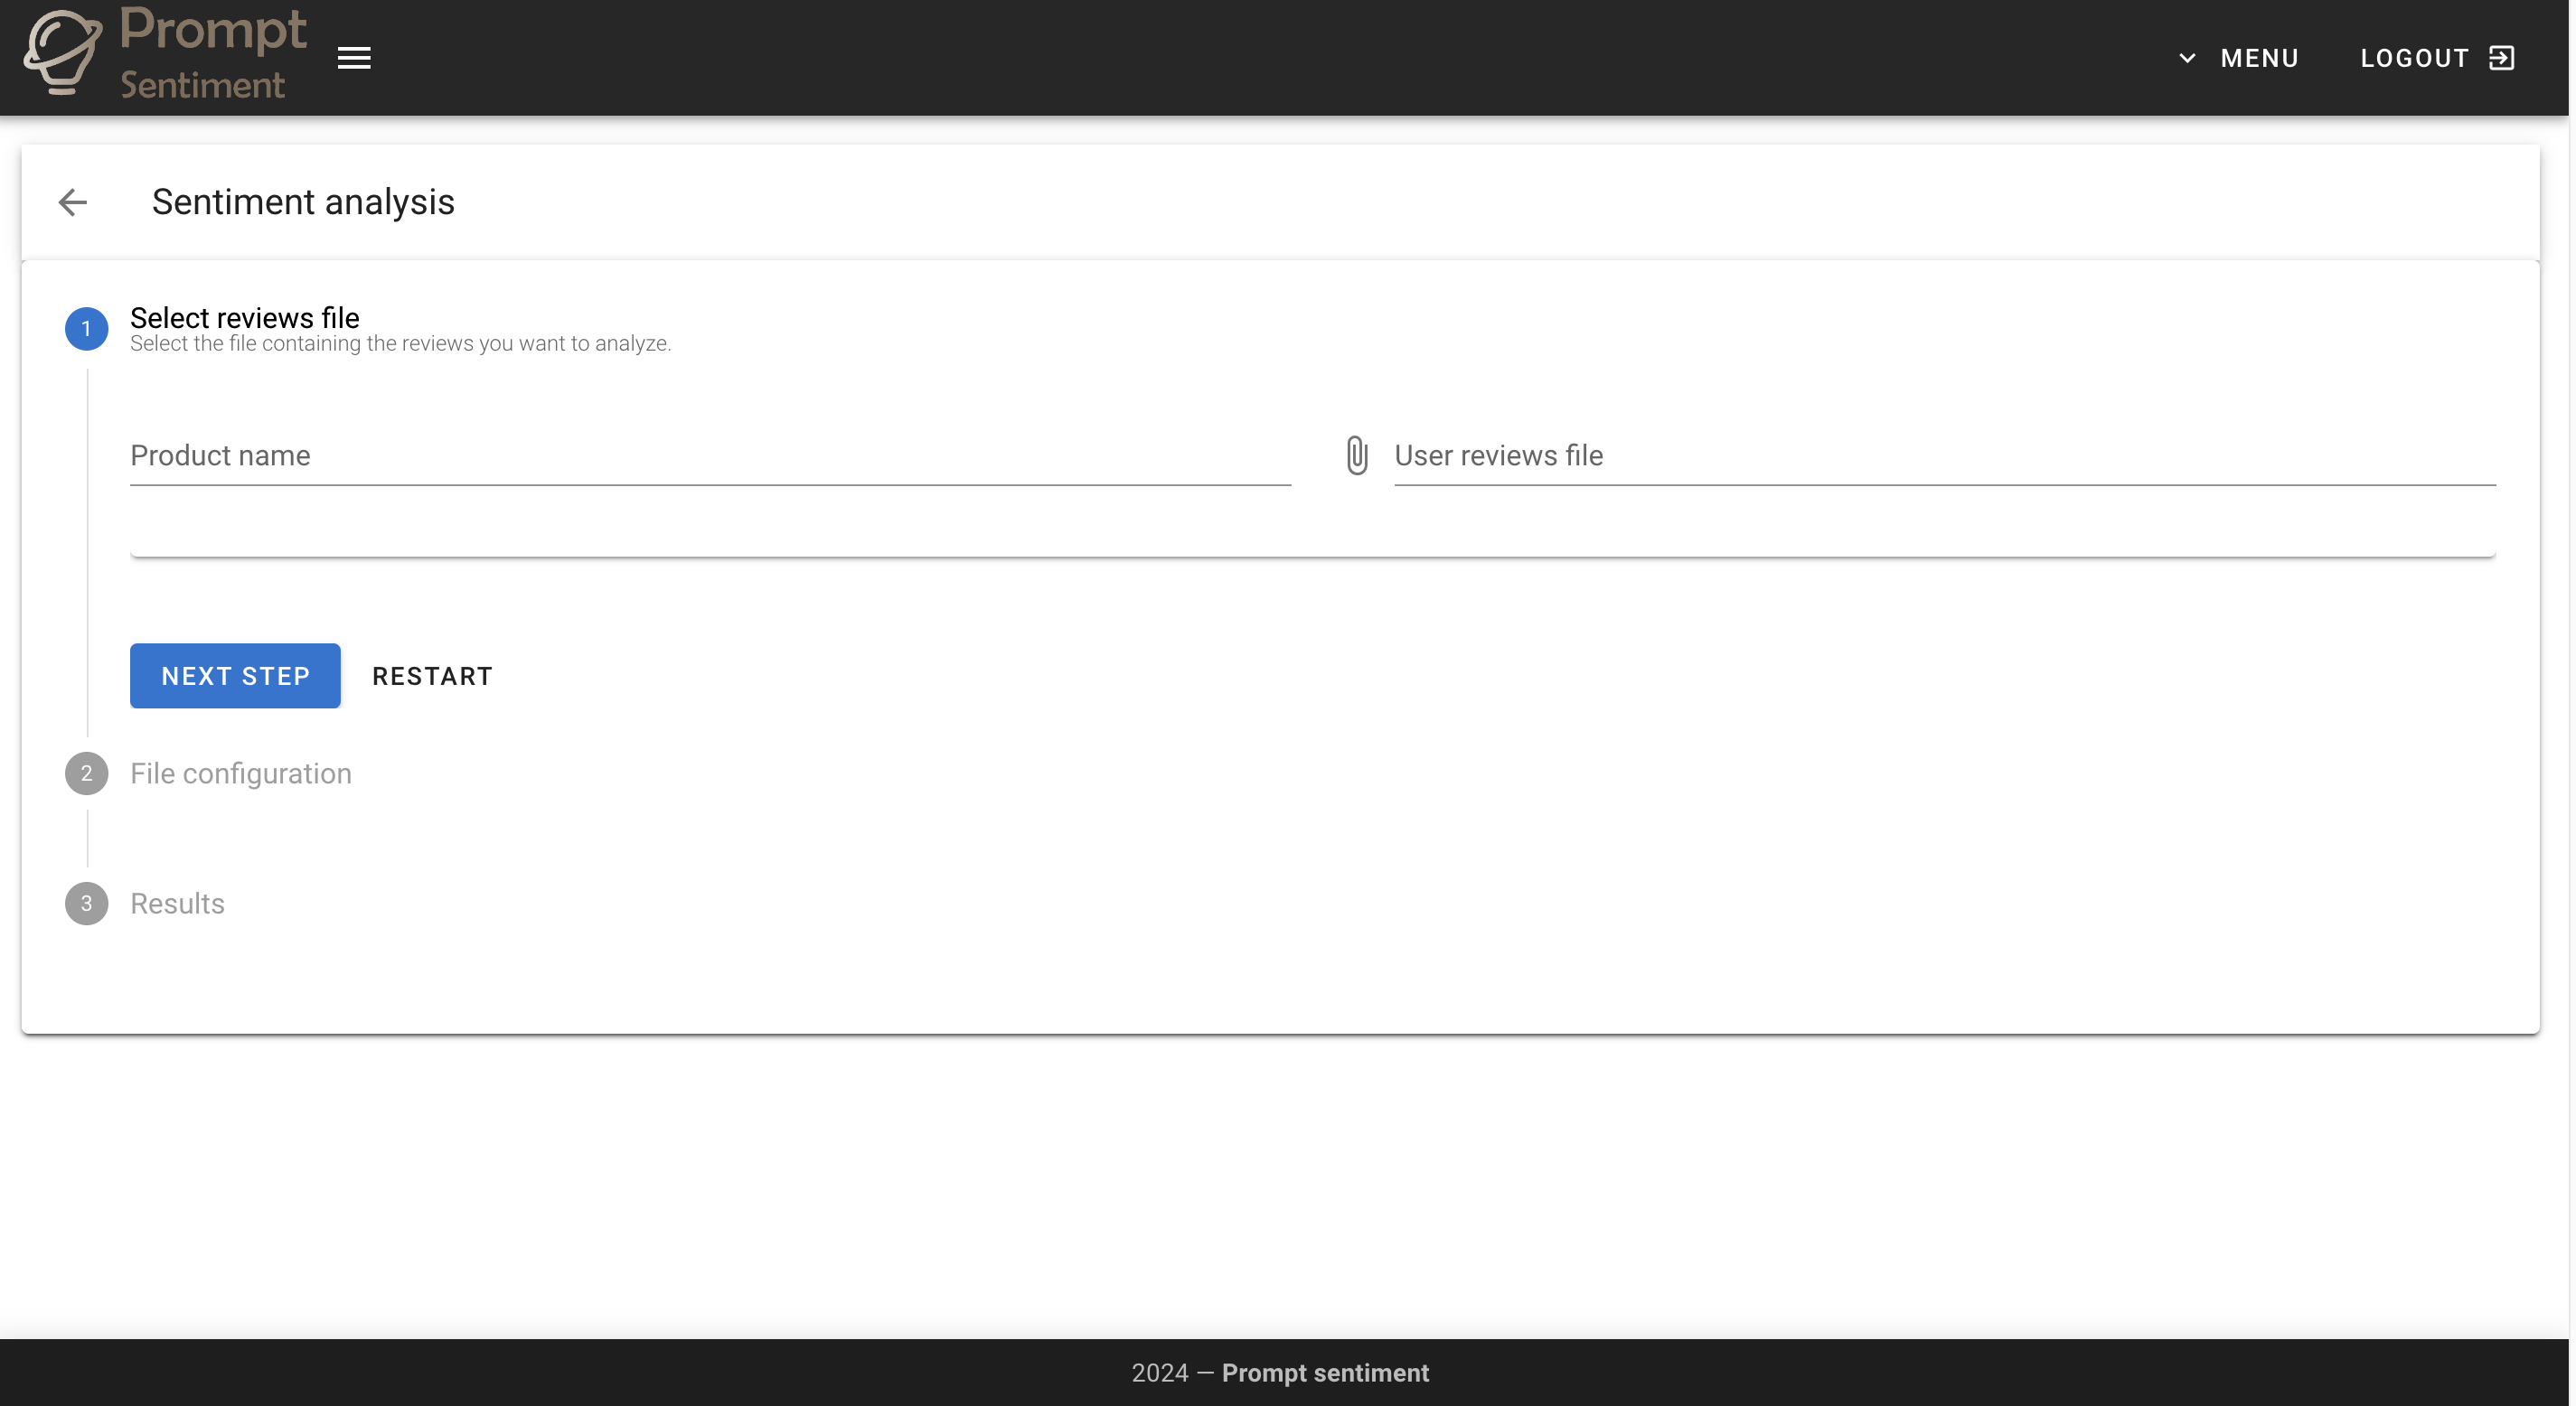 Prompt
Sentiment
MENU
LOGOUT
Sentiment analysis
1
Select reviews file
Select the file containing the reviews you want to analyze.
Product name
User reviews file
NEXT STEP
RESTART
2
File configuration
3
Results
2024 — Prompt sentiment